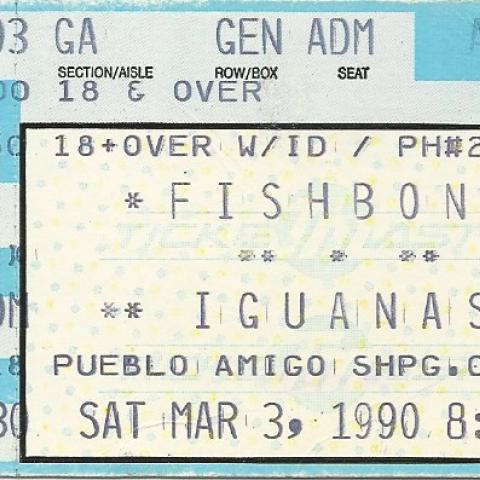 GA GEN ADM
SECTION/AISLE ROW/BOX SEAT
18 & OVER
18+OVER W/ID / PH#2
* FISHBON
** * **
** IGUANAS
PUEBLO AMIGO SHPG.C
SAT MAR 3, 1990 8: